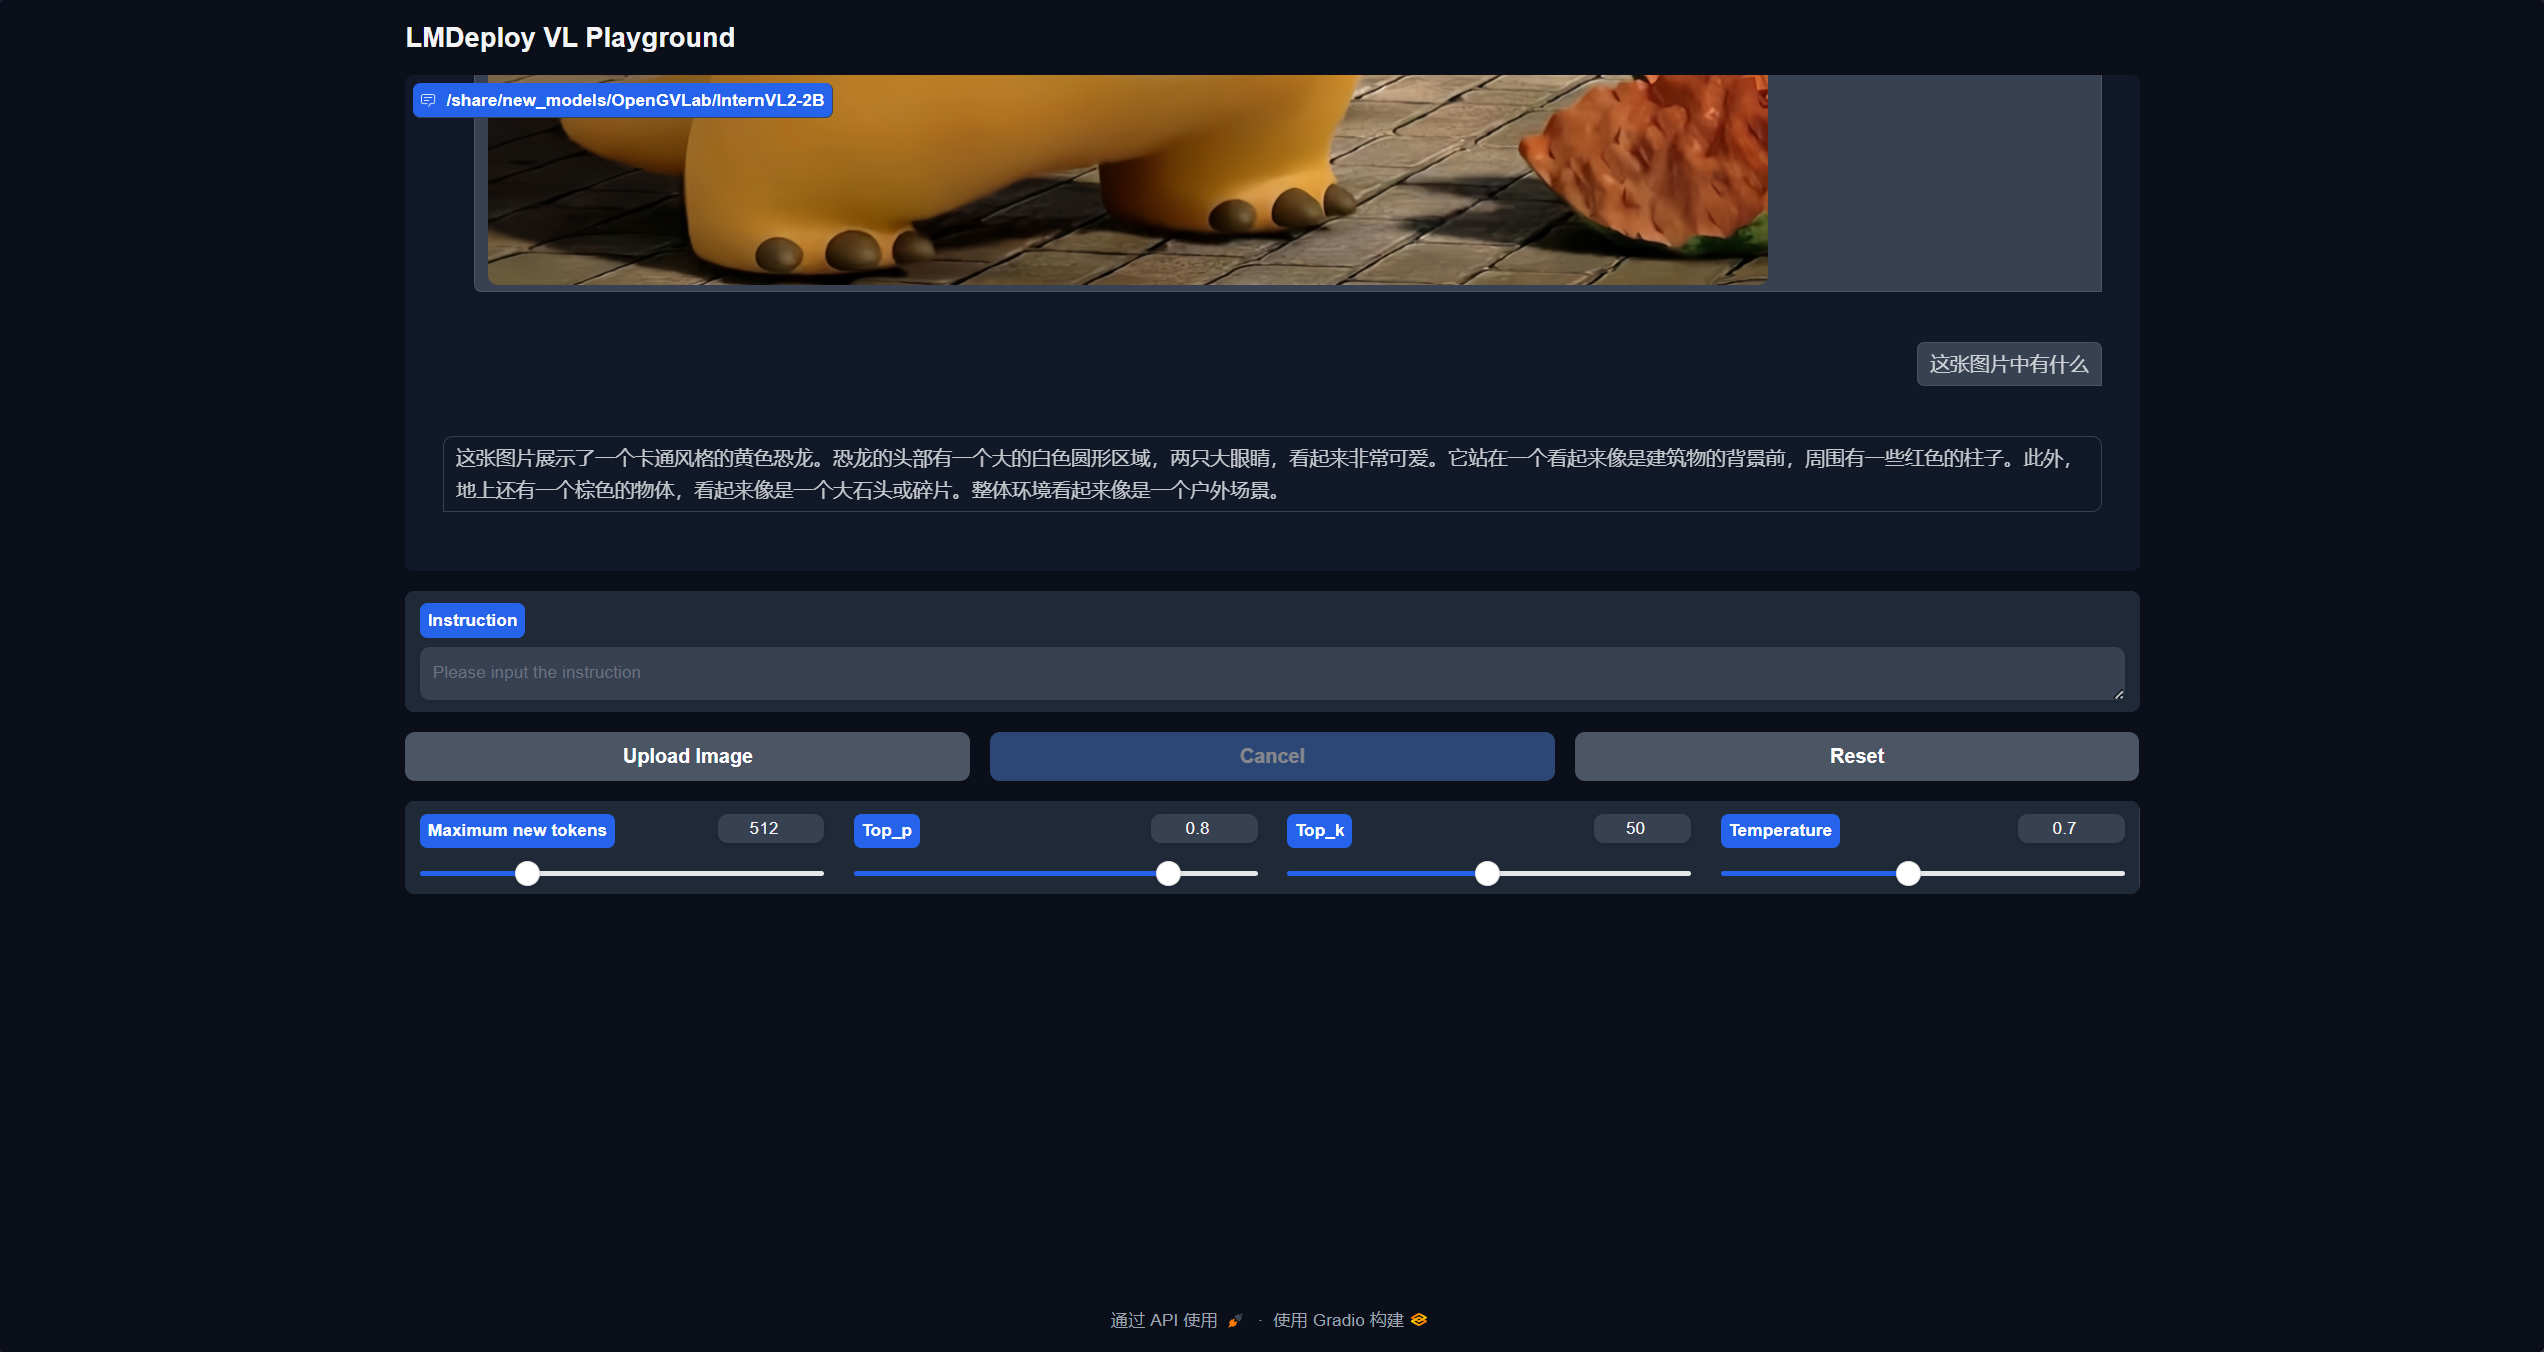 LMDeploy VL Playground
/share/new_models/OpenGVLab/InternVL2-2B
这张图片中有什么
这张图片展示了一个卡通风格的黄色恐龙。恐龙的头部有一个大的白色圆形区域，两只大眼睛，看起来非常可爱。它站在一个看起来像是建筑物的背景前，周围有一些红色的柱子。此外，
地上还有一个棕色的物体，看起来像是一个大石头或碎片。整体环境看起来像是一个户外场景。
Instruction
Please input the instruction
Upload Image Cancel Reset
Maximum new tokens 512 Top_p 0.8 Top_k 50 Temperature 0.7
通过 API 使用 · 使用 Gradio 构建